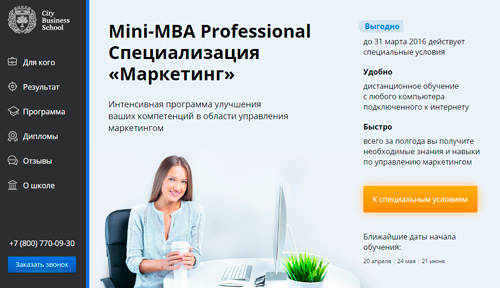 City
Business
School
Для кого
Результат
Программа
Дипломы
Отзывы
О школе
+7 (800) 770-09-30
Заказать звонок
Mini-MBA Professional
Специализация
«Маркетинг»
Интенсивная программа улучшения
ваших компетенций в области управления
маркетингом
Выгодно
до 31 марта 2016 действует
специальные условия
Удобно
дистанционное обучение
с любого компьютера
подключенного к интернету
Быстро
всего за полгода вы получите
необходимые знания и навыки
по управлению маркетингом
К специальным условиям
Ближайшие даты начала
обучения:
20 апреля | 24 мая | 21 июня